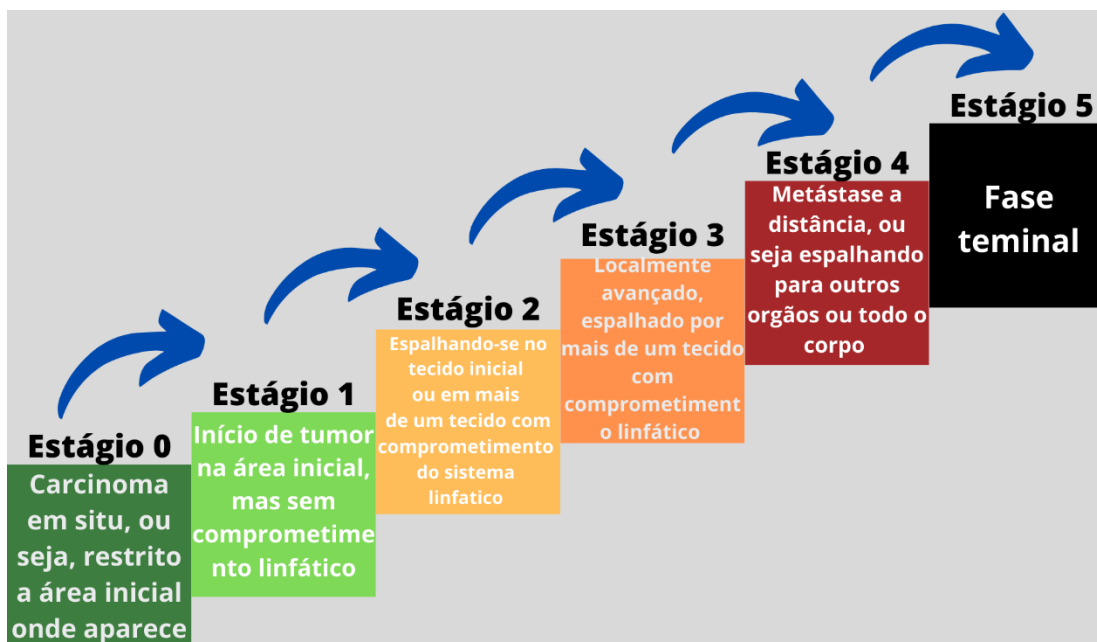 Estágio 0
Carcinoma
em situ, ou
seja, restrito
a área inicial
onde aparece
Estágio 1
Início de tumor
na área inicial,
mas sem
comprometime
nto linfático
Estágio 2
Espalhando-se no
tecido inicial
ou em mais
de um tecido com
comprometimento
do sistema
linfatico
Estágio 3
Localmente
avançado,
espalhado por
mais de um tecido
com
compromentiment
o linfático
Estágio 4
Metástase a
distância, ou
seja espalhando
para outros
orgãos ou todo o
corpo
Estágio 5
Fase
teminal